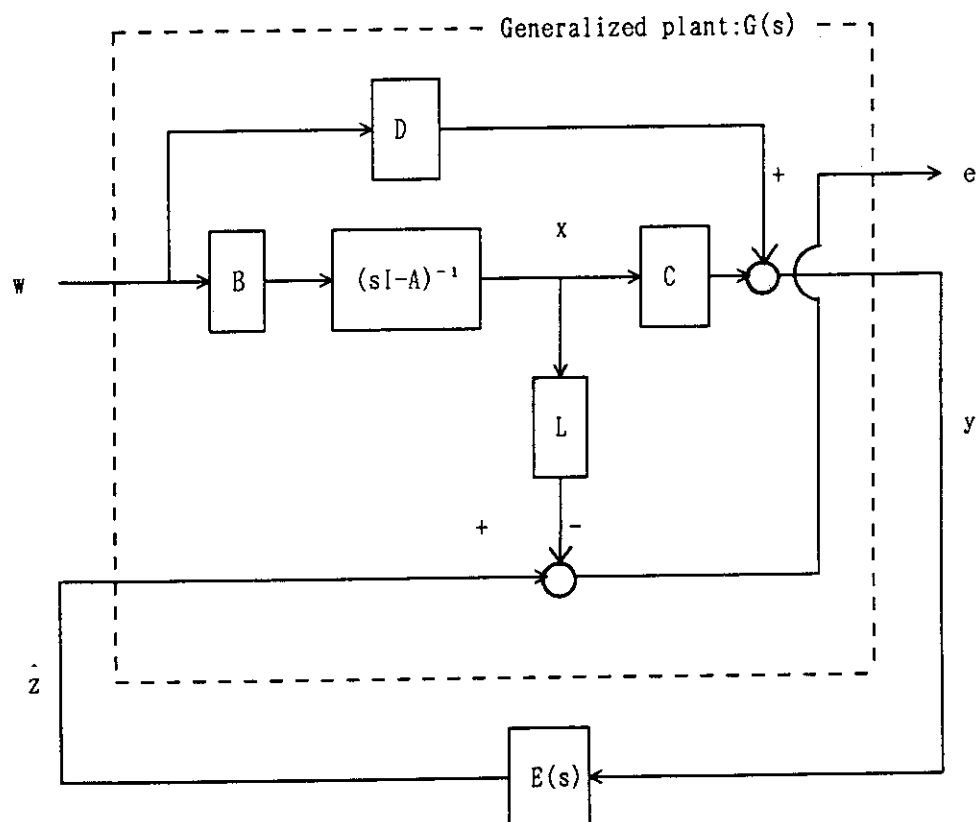 Generalized plant:G(s)
D
+
e
x
w
B
(sI-A)⁻¹
C
L
y
+
-
ẑ
E(s)